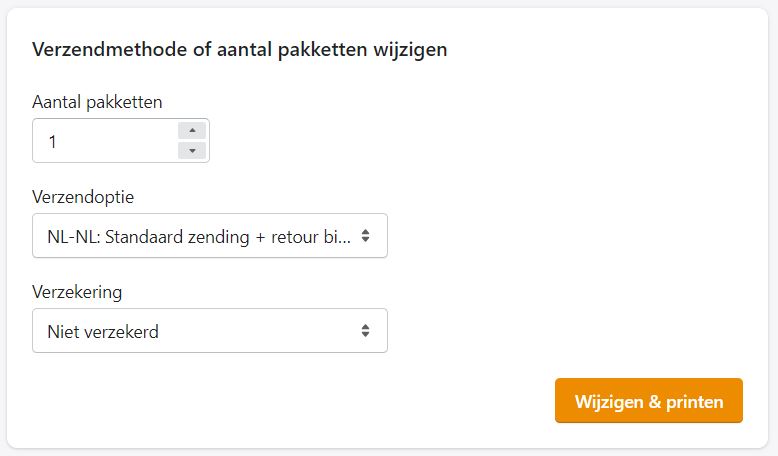 Verzendmethode of aantal pakketten wijzigen
Aantal pakketten
1
Verzendoptie
NL-NL: Standaard zending + retour bi...
Verzekering
Niet verzekerd
Wijzigen & printen